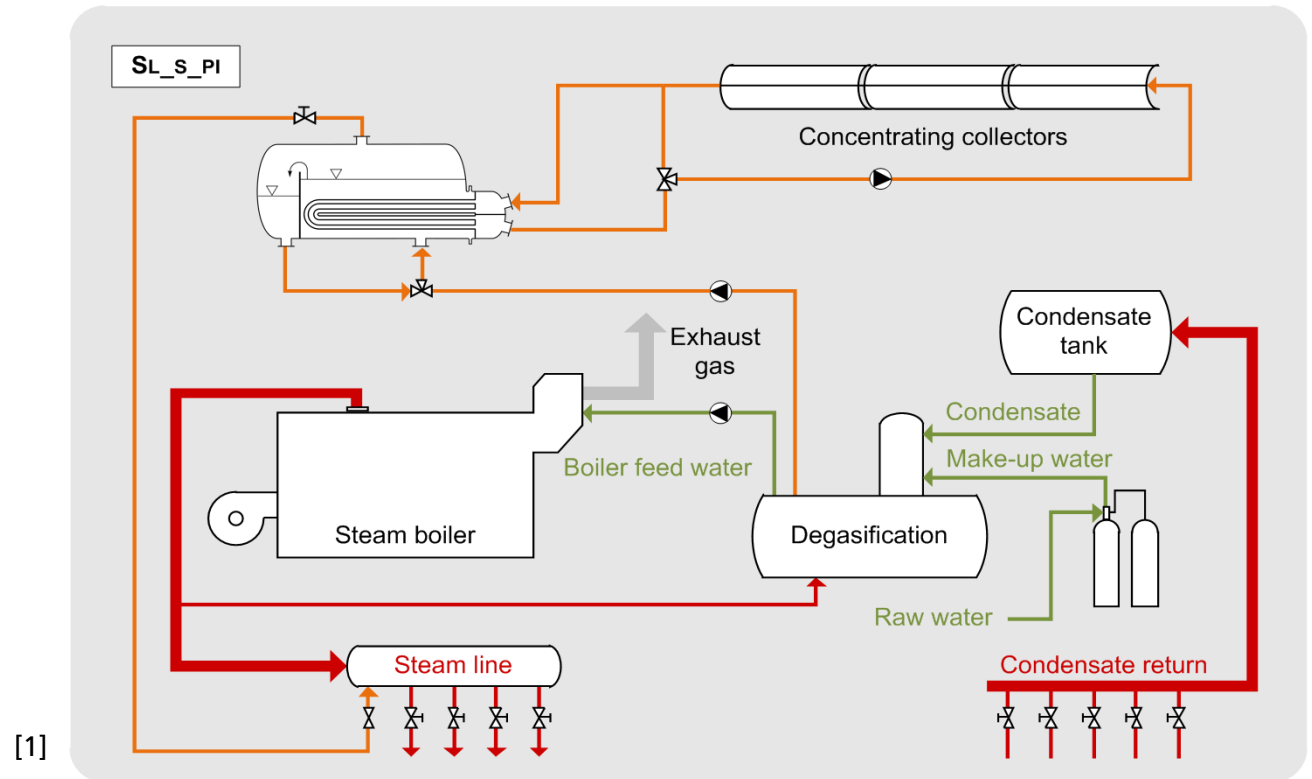 SL_S_PI
Concentrating collectors
Condensate
tank
Exhaust
gas
Condensate
Boiler feed water
Make-up water
Steam boiler
Degasification
Raw water
Steam line
Condensate return
[1]